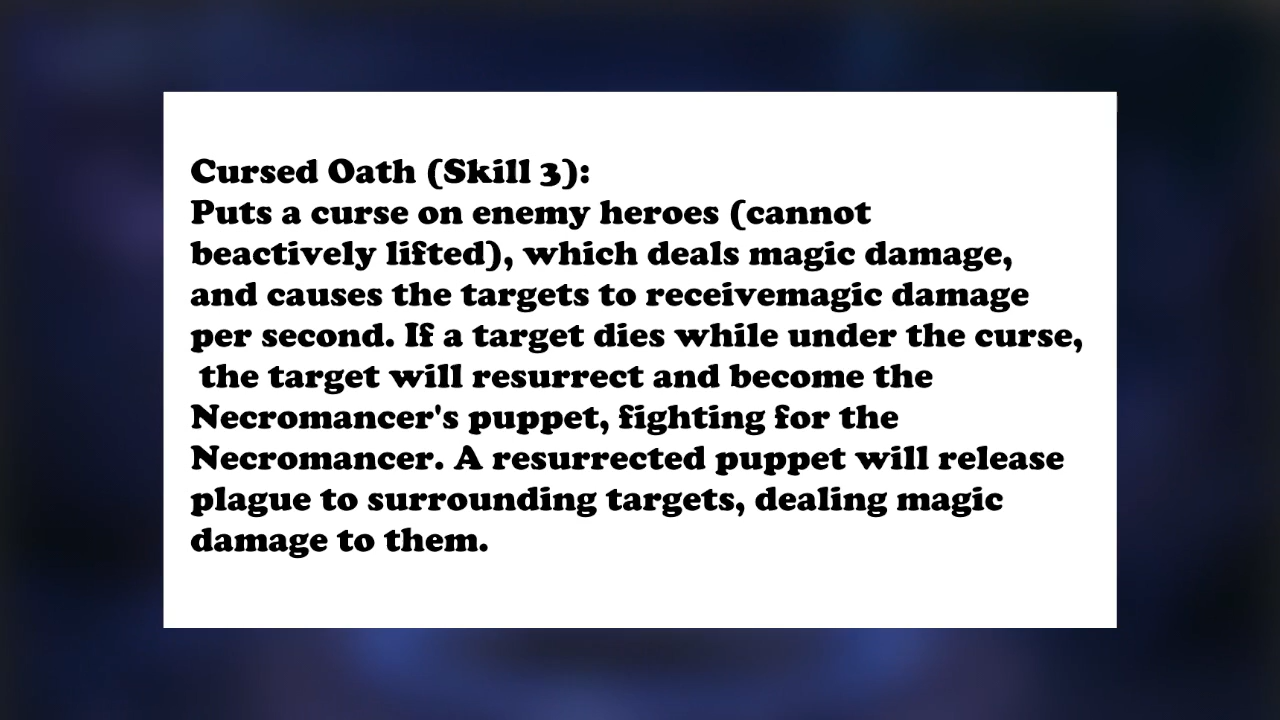 Cursed Oath (Skill 3):
Puts a curse on enemy heroes (cannot
beactively lifted), which deals magic damage,
and causes the targets to receivemagic damage
per second. If a target dies while under the curse,
the target will resurrect and become the
Necromancer's puppet, fighting for the
Necromancer. A resurrected puppet will release
plague to surrounding targets, dealing magic
damage to them.